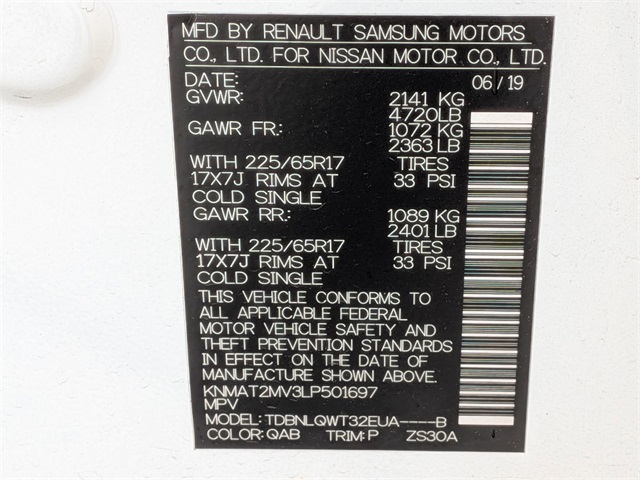 MFD BY RENAULT SAMSUNG MOTORS
CO., LTD. FOR NISSAN MOTOR CO., LTD.
DATE: 06/19
GVWR: 2141 KG
4720LB
GAWR FR.: 1072 KG
2363 LB
WITH 225/65R17 TIRES
17X7J RIMS AT 33 PSI
COLD SINGLE
GAWR RR.: 1089 KG
2401 LB
WITH 225/65R17 TIRES
17X7J RIMS AT 33 PSI
COLD SINGLE
THIS VEHICLE CONFORMS TO
ALL APPLICABLE FEDERAL
MOTOR VEHICLE SAFETY AND
THEFT PREVENTION STANDARDS
IN EFFECT ON THE DATE OF
MANUFACTURE SHOWN ABOVE.
KNMAT2MV3LP501697
MPV
MODEL: TDBNLQWT32EUA----B
COLOR: QAB TRIM: P ZS30A